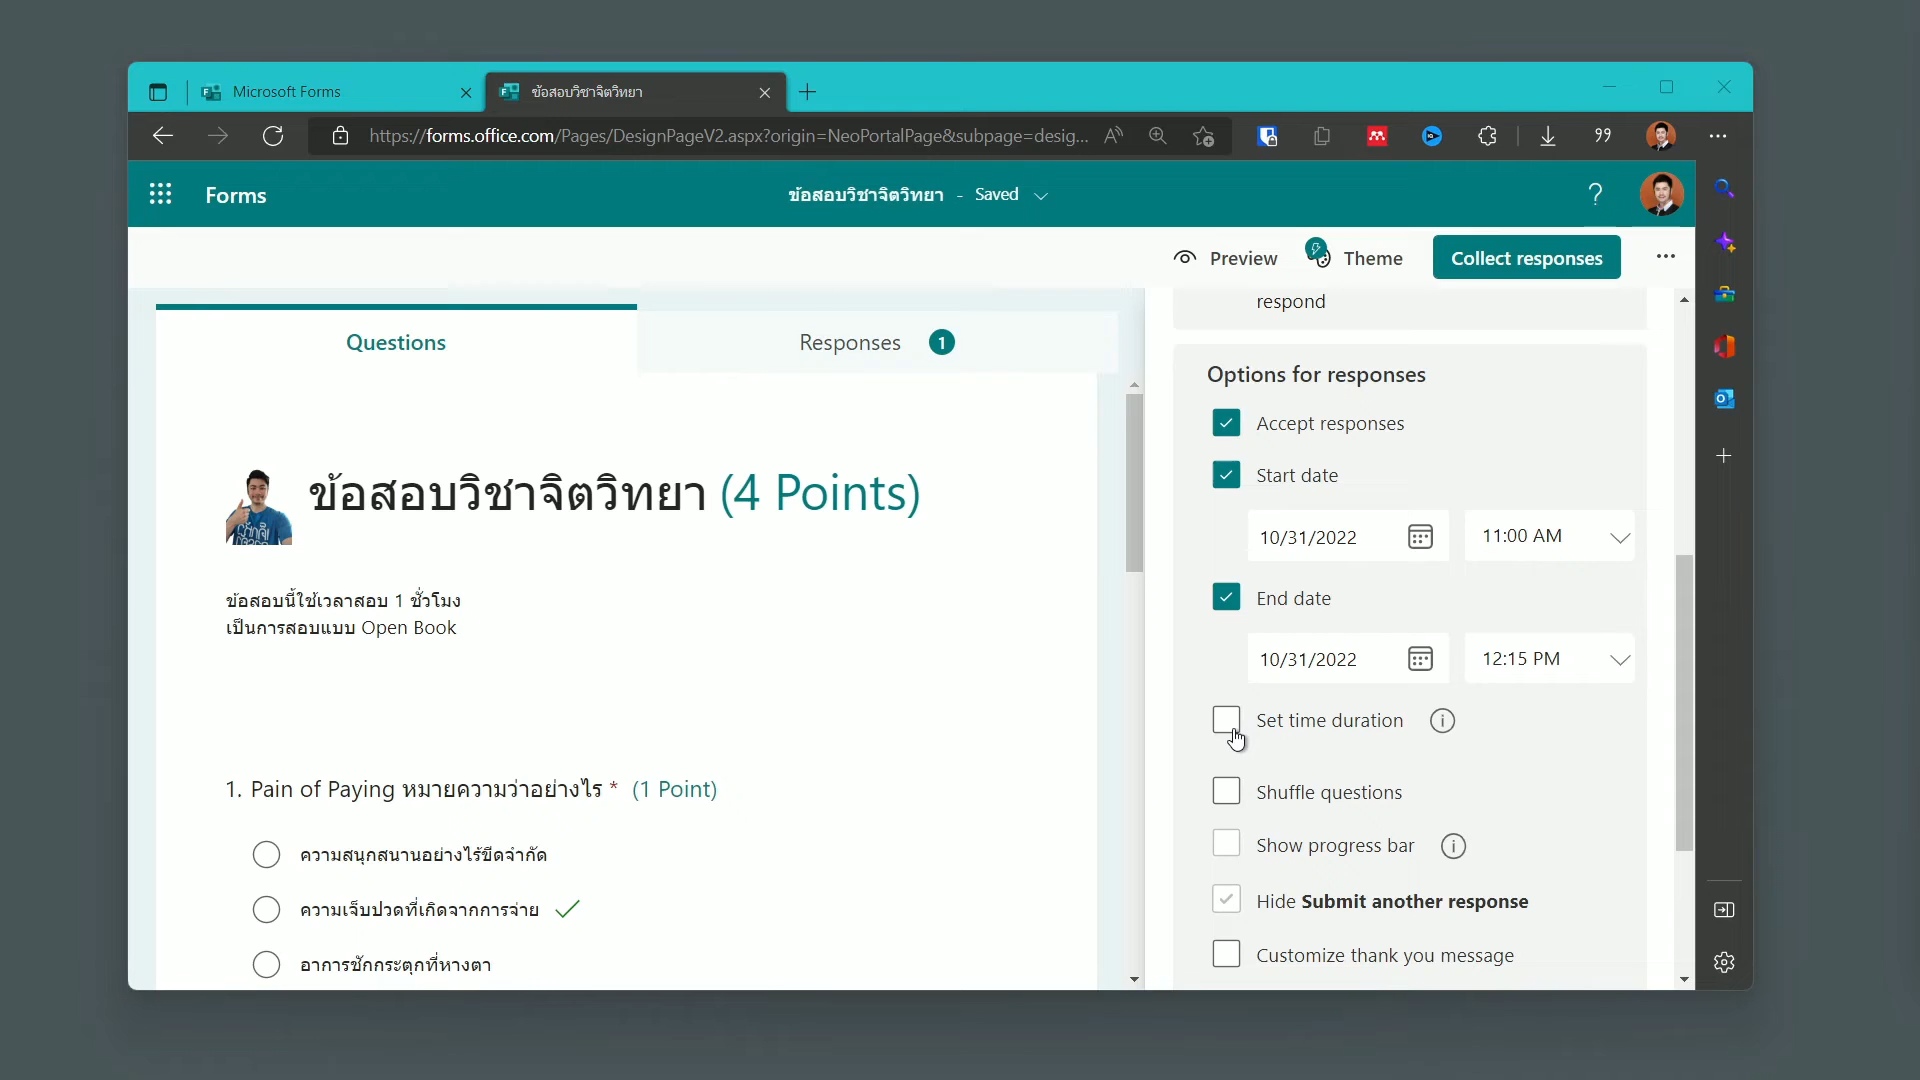 Microsoft Forms
ข้อสอบวิชาจิตวิทยา
https://forms.office.com/Pages/DesignPageV2.aspx?origin=NeoPortalPage&subpage=desig...
Forms
ข้อสอบวิชาจิตวิทยา - Saved
Preview
Theme
Collect responses
Questions
Responses 1
ข้อสอบวิชาจิตวิทยา (4 Points)
ข้อสอบนี้ใช้เวลาสอบ 1 ชั่วโมง
เป็นการสอบแบบ Open Book
1. Pain of Paying หมายความว่าอย่างไร * (1 Point)
ความสนุกสนานอย่างไร้ขีดจำกัด
ความเจ็บปวดที่เกิดจากการจ่าย
อาการชักกระตุกที่หางตา
respond
Options for responses
Accept responses
Start date
10/31/2022 11:00 AM
End date
10/31/2022 12:15 PM
Set time duration
Shuffle questions
Show progress bar
Hide Submit another response
Customize thank you message